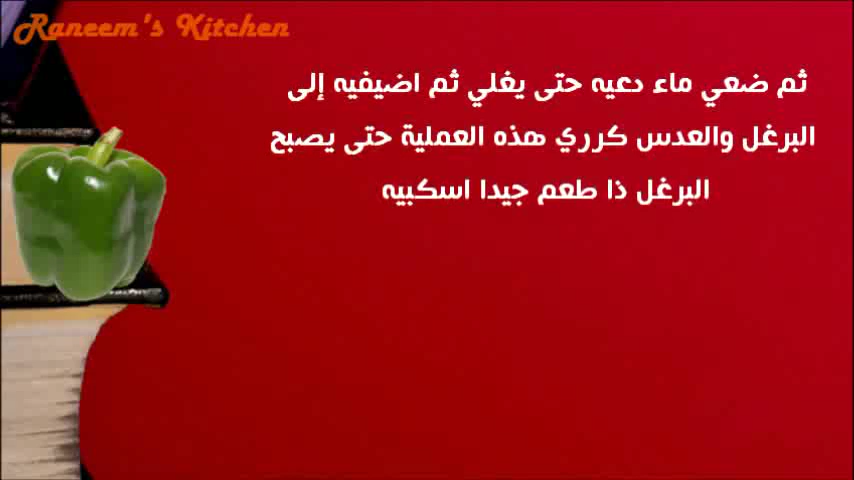 Raneem's Kitchen
ثم ضعي ماء دعيه حتى يغلي ثم اضيفيه إلى
البرغل والعدس كرري هذه العملية حتى يصبح
البرغل ذا طعم جيدا اسكبيه